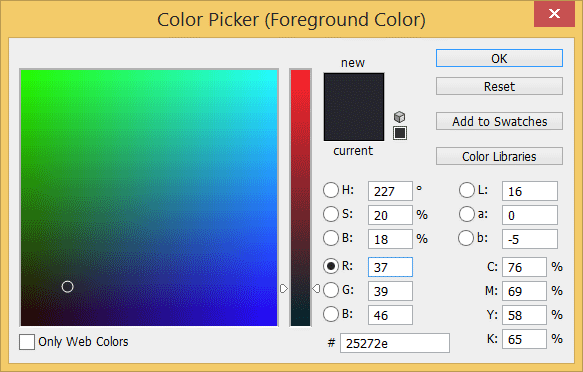 Color Picker (Foreground Color)
new
current
OK
Reset
Add to Swatches
Color Libraries
H: 227 °
S: 20 %
B: 18 %
R: 37
G: 39
B: 46
L: 16
a: 0
b: -5
C: 76 %
M: 69 %
Y: 58 %
K: 65 %
# 25272e
Only Web Colors